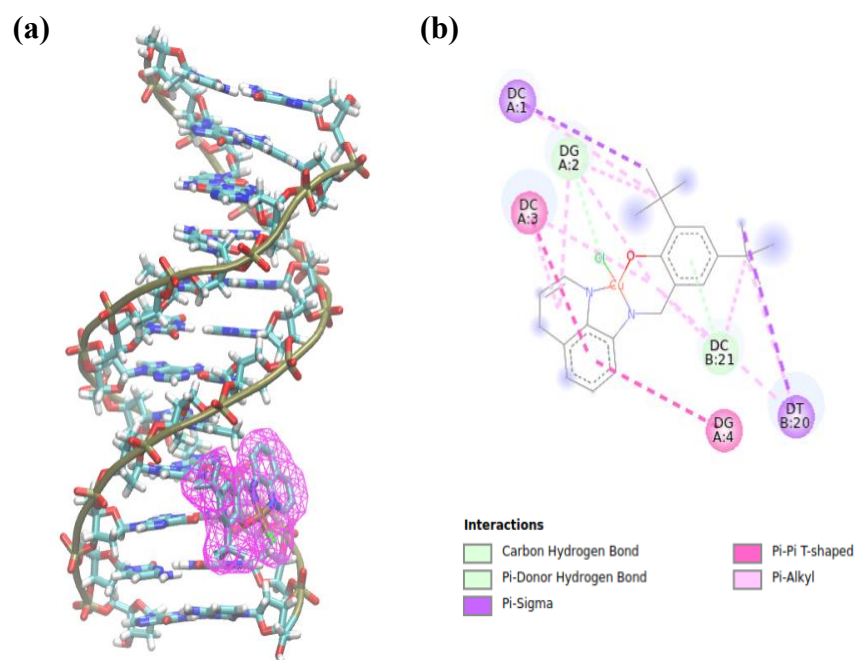 (a)
(b)
DC
A:1
DG
A:2
DC
A:3
Cl
O
Cu
N
N
DC
B:21
DG
A:4
DT
B:20
Interactions
Carbon Hydrogen Bond
Pi-Donor Hydrogen Bond
Pi-Sigma
Pi-Pi T-shaped
Pi-Alkyl